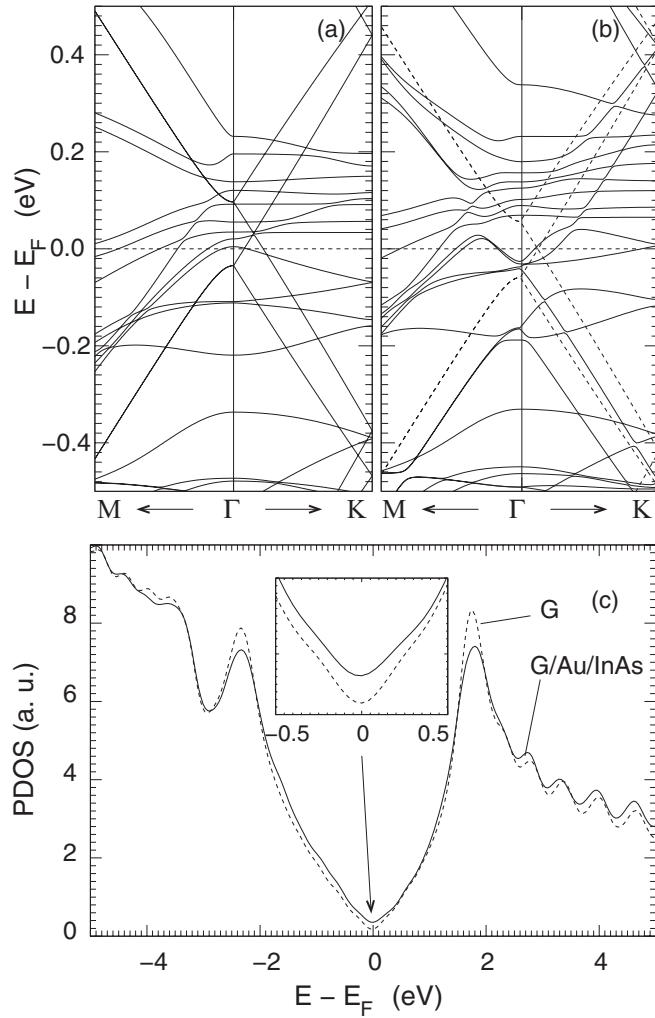 (a) (b)
0.4
0.2
0.0
−0.2
−0.4
E − E_F (eV)
M ← Γ → K M ← Γ → K
(c)
G
G/Au/InAs
−0.5 0 0.5
8
6
4
2
0
PDOS (a. u.)
−4 −2 0 2 4
E − E_F (eV)